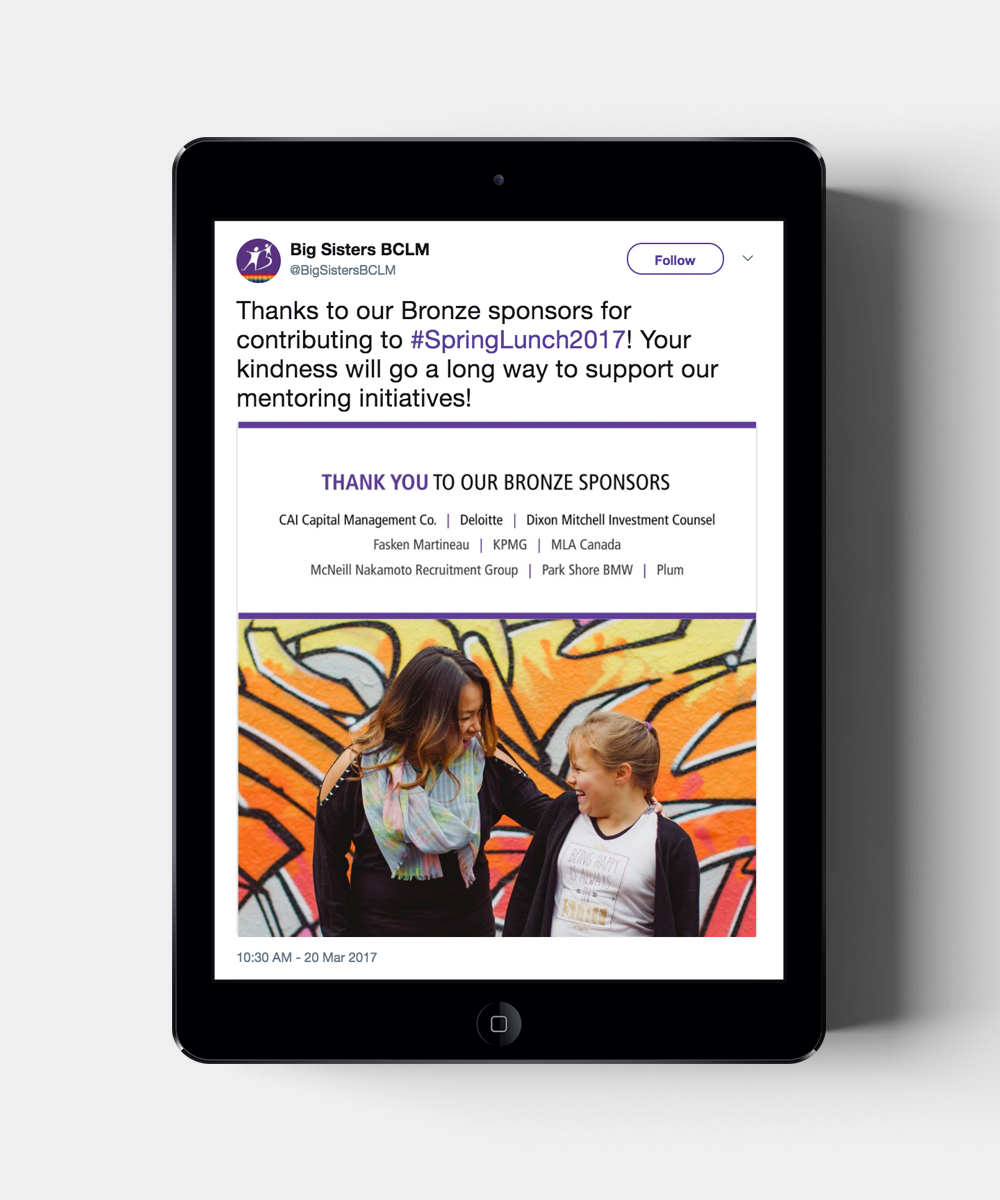 Big Sisters BCLM
@BigSistersBCLM
Follow
Thanks to our Bronze sponsors for
contributing to #SpringLunch2017! Your
kindness will go a long way to support our
mentoring initiatives!
THANK YOU TO OUR BRONZE SPONSORS
CAI Capital Management Co. | Deloitte | Dixon Mitchell Investment Counsel
Fasken Martineau | KPMG | MLA Canada
McNeill Nakamoto Recruitment Group | Park Shore BMW | Plum
BEING HAPPY
IS ALWAYS
10:30 AM - 20 Mar 2017